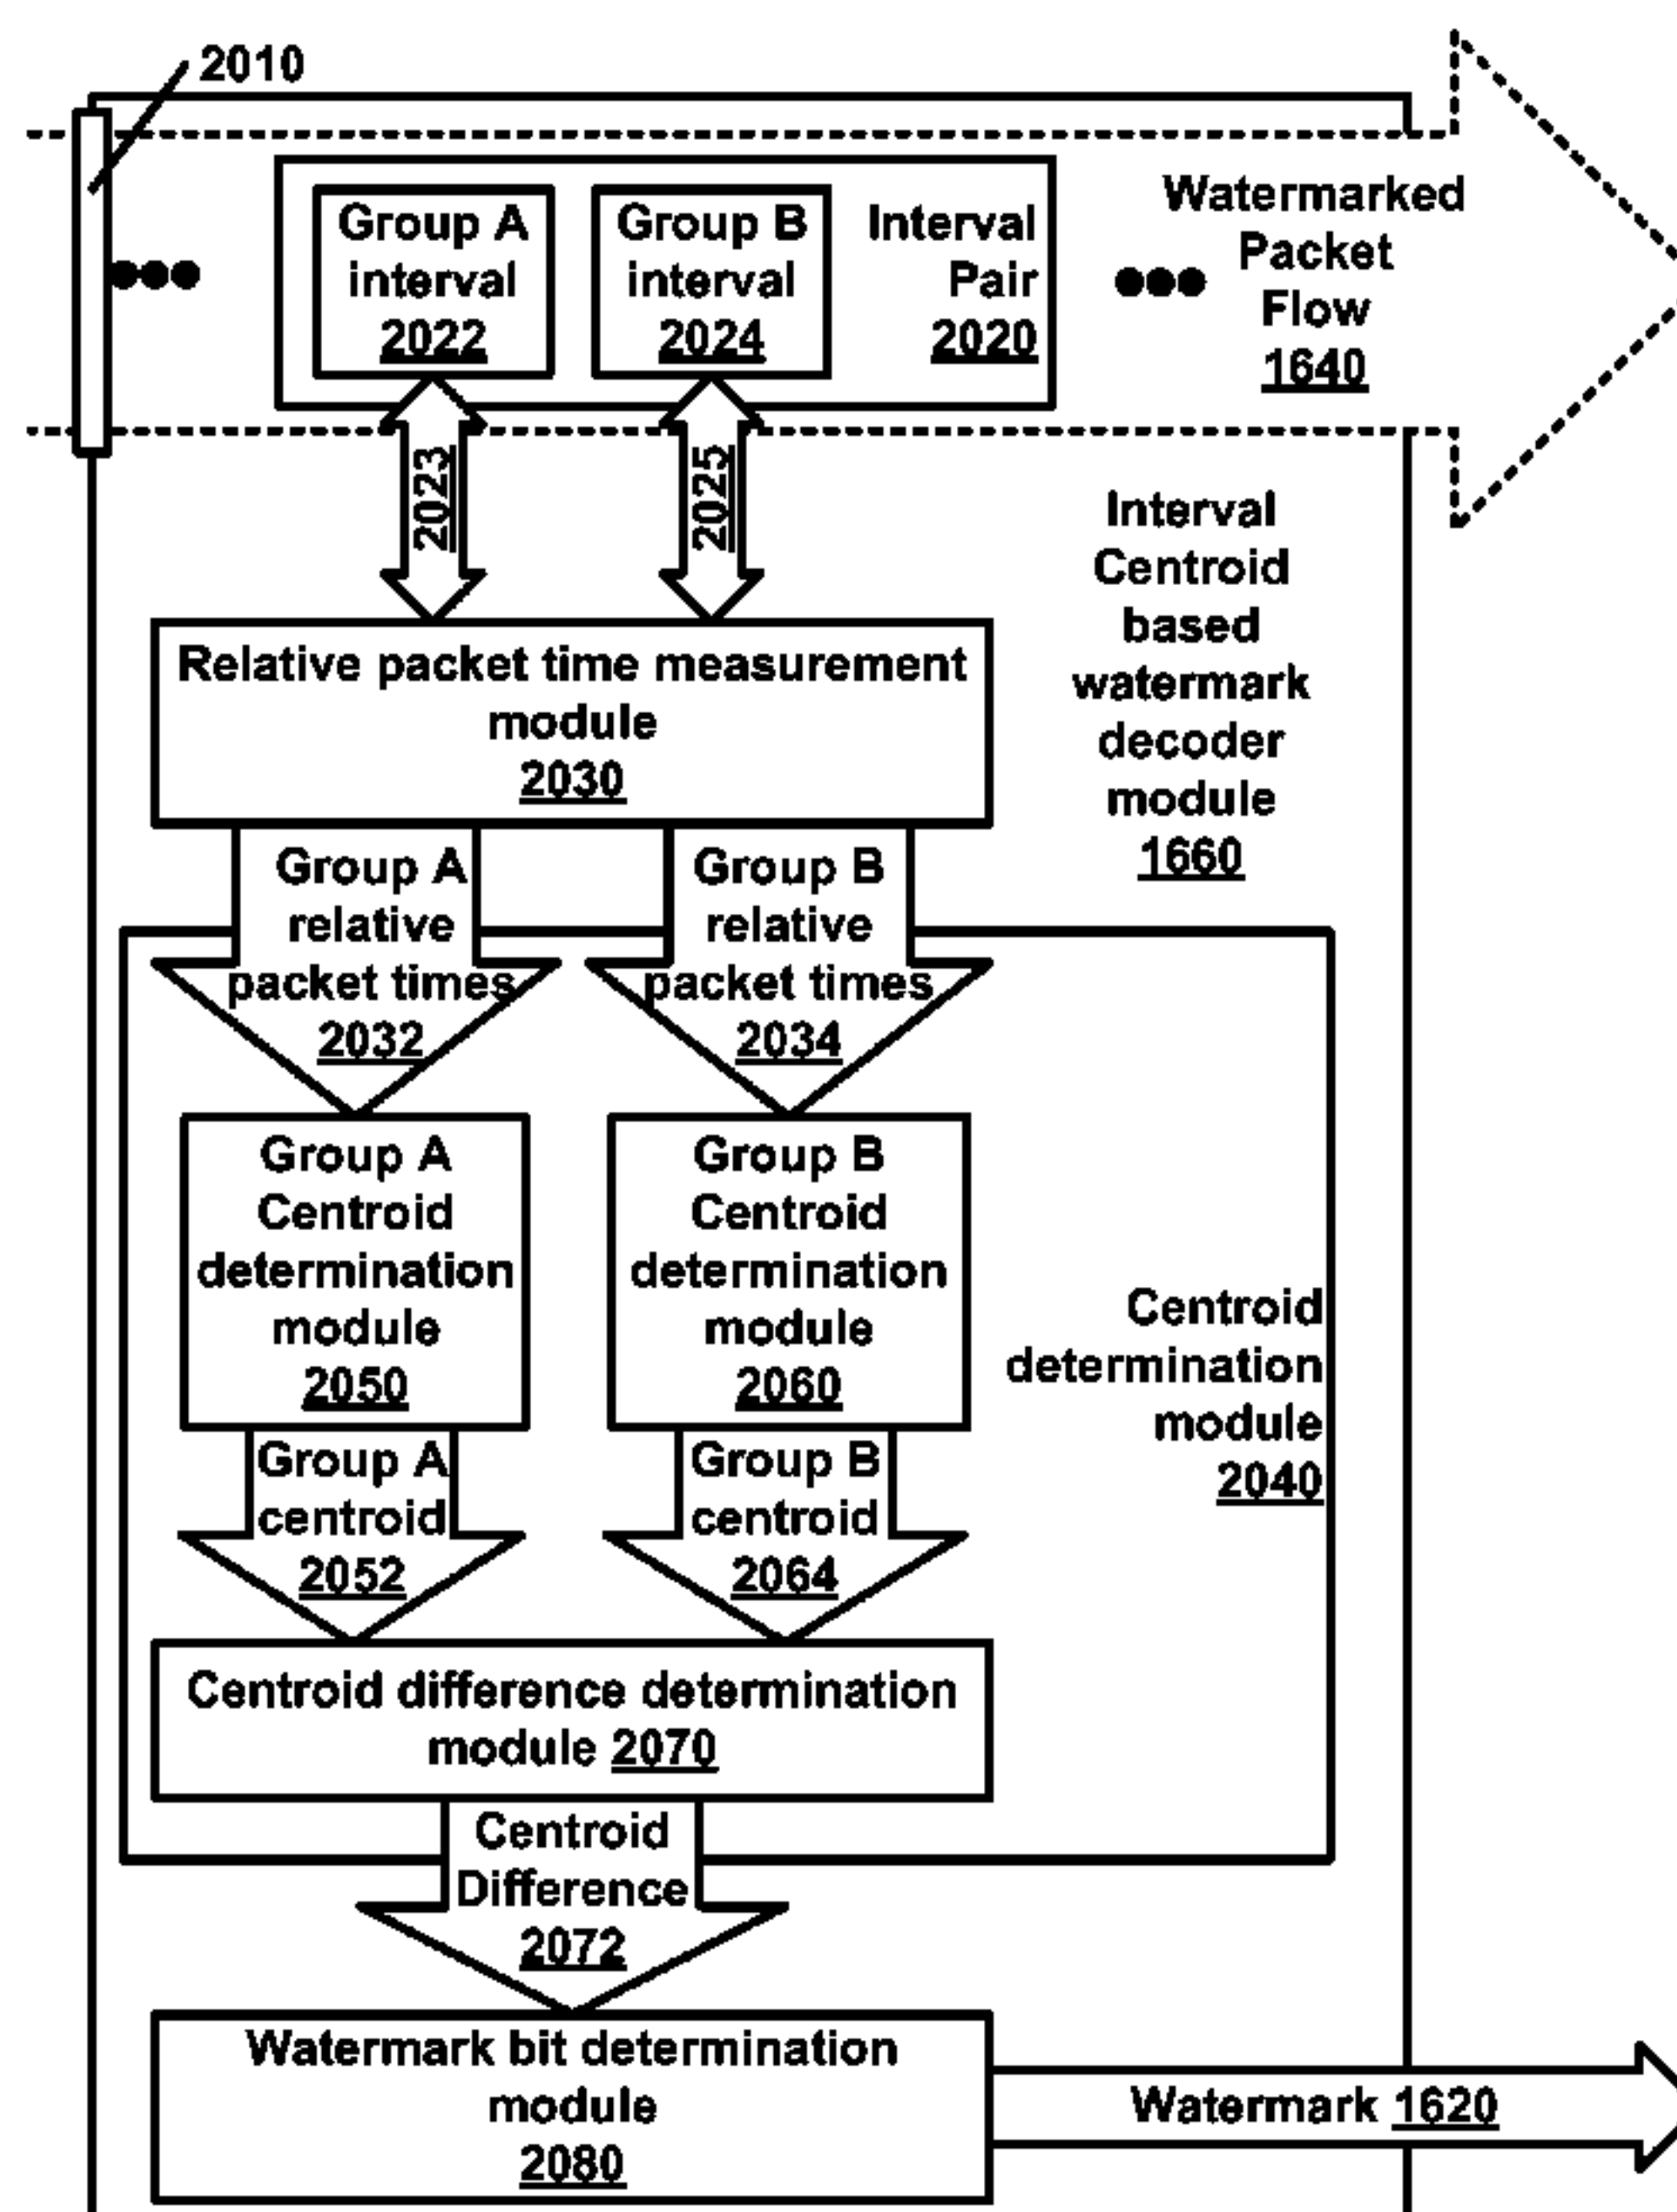 2010
Group A
interval
2022
Group B
interval
2024
Interval
Pair
2020
Watermarked
Packet
Flow
1640
2023
2025
Interval
Centroid
based
watermark
decoder
module
1660
Relative packet time measurement
module
2030
Group A
relative
packet times
2032
Group B
relative
packet times
2034
Group A
Centroid
determination
module
2050
Group B
Centroid
determination
module
2060
Centroid
determination
module
2040
Group A
centroid
2052
Group B
centroid
2064
Centroid difference determination
module 2070
Centroid
Difference
2072
Watermark bit determination
module
2080
Watermark 1620